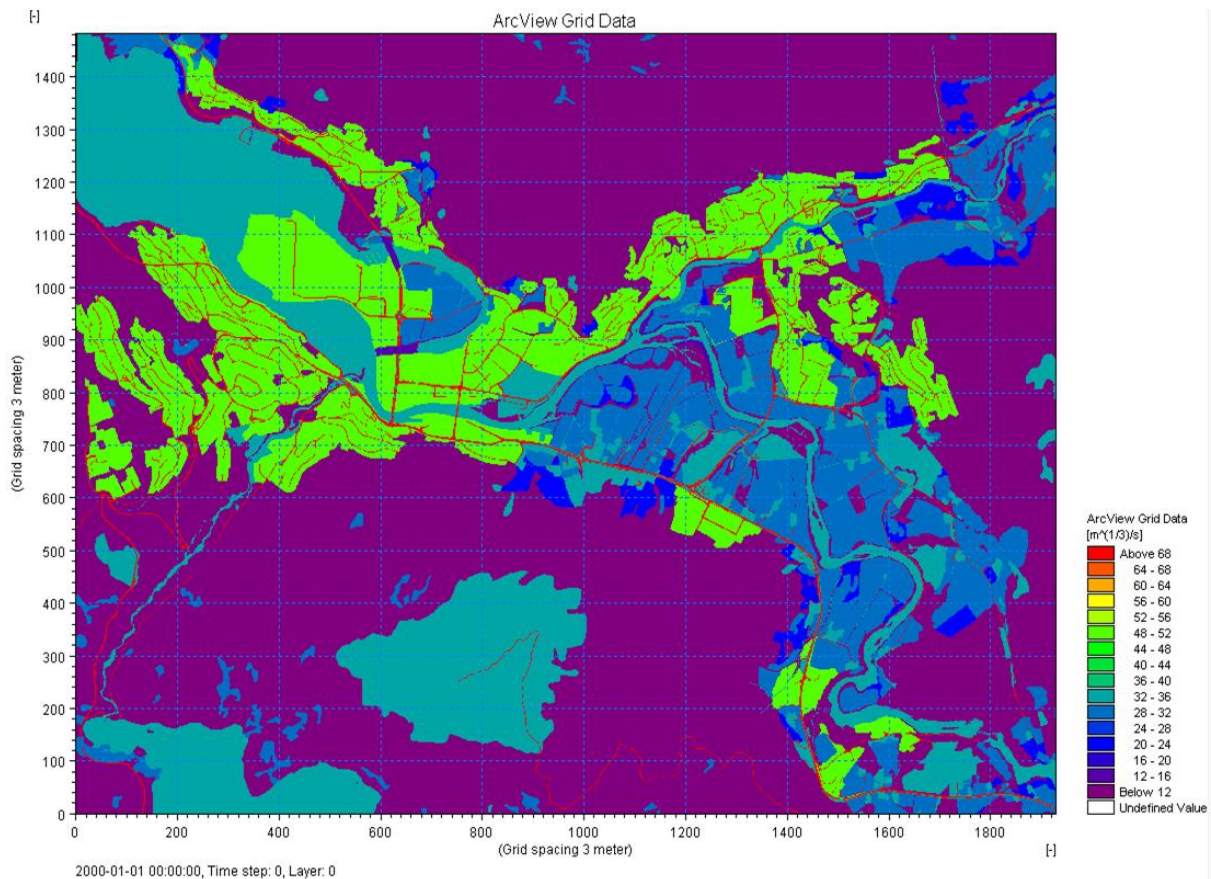 [-]
ArcView Grid Data
1400
1300
1200
1100
1000
900
800
700
600
500
400
300
200
100
0
(Grid spacing 3 meter)
0 200 400 600 800 1000 1200 1400 1600 1800
(Grid spacing 3 meter)
[-]
ArcView Grid Data
[m^(1/3)/s]
Above 68
64 - 68
60 - 64
56 - 60
52 - 56
48 - 52
44 - 48
40 - 44
36 - 40
32 - 36
28 - 32
24 - 28
20 - 24
16 - 20
12 - 16
Below 12
Undefined Value
2000-01-01 00:00:00, Time step: 0, Layer: 0